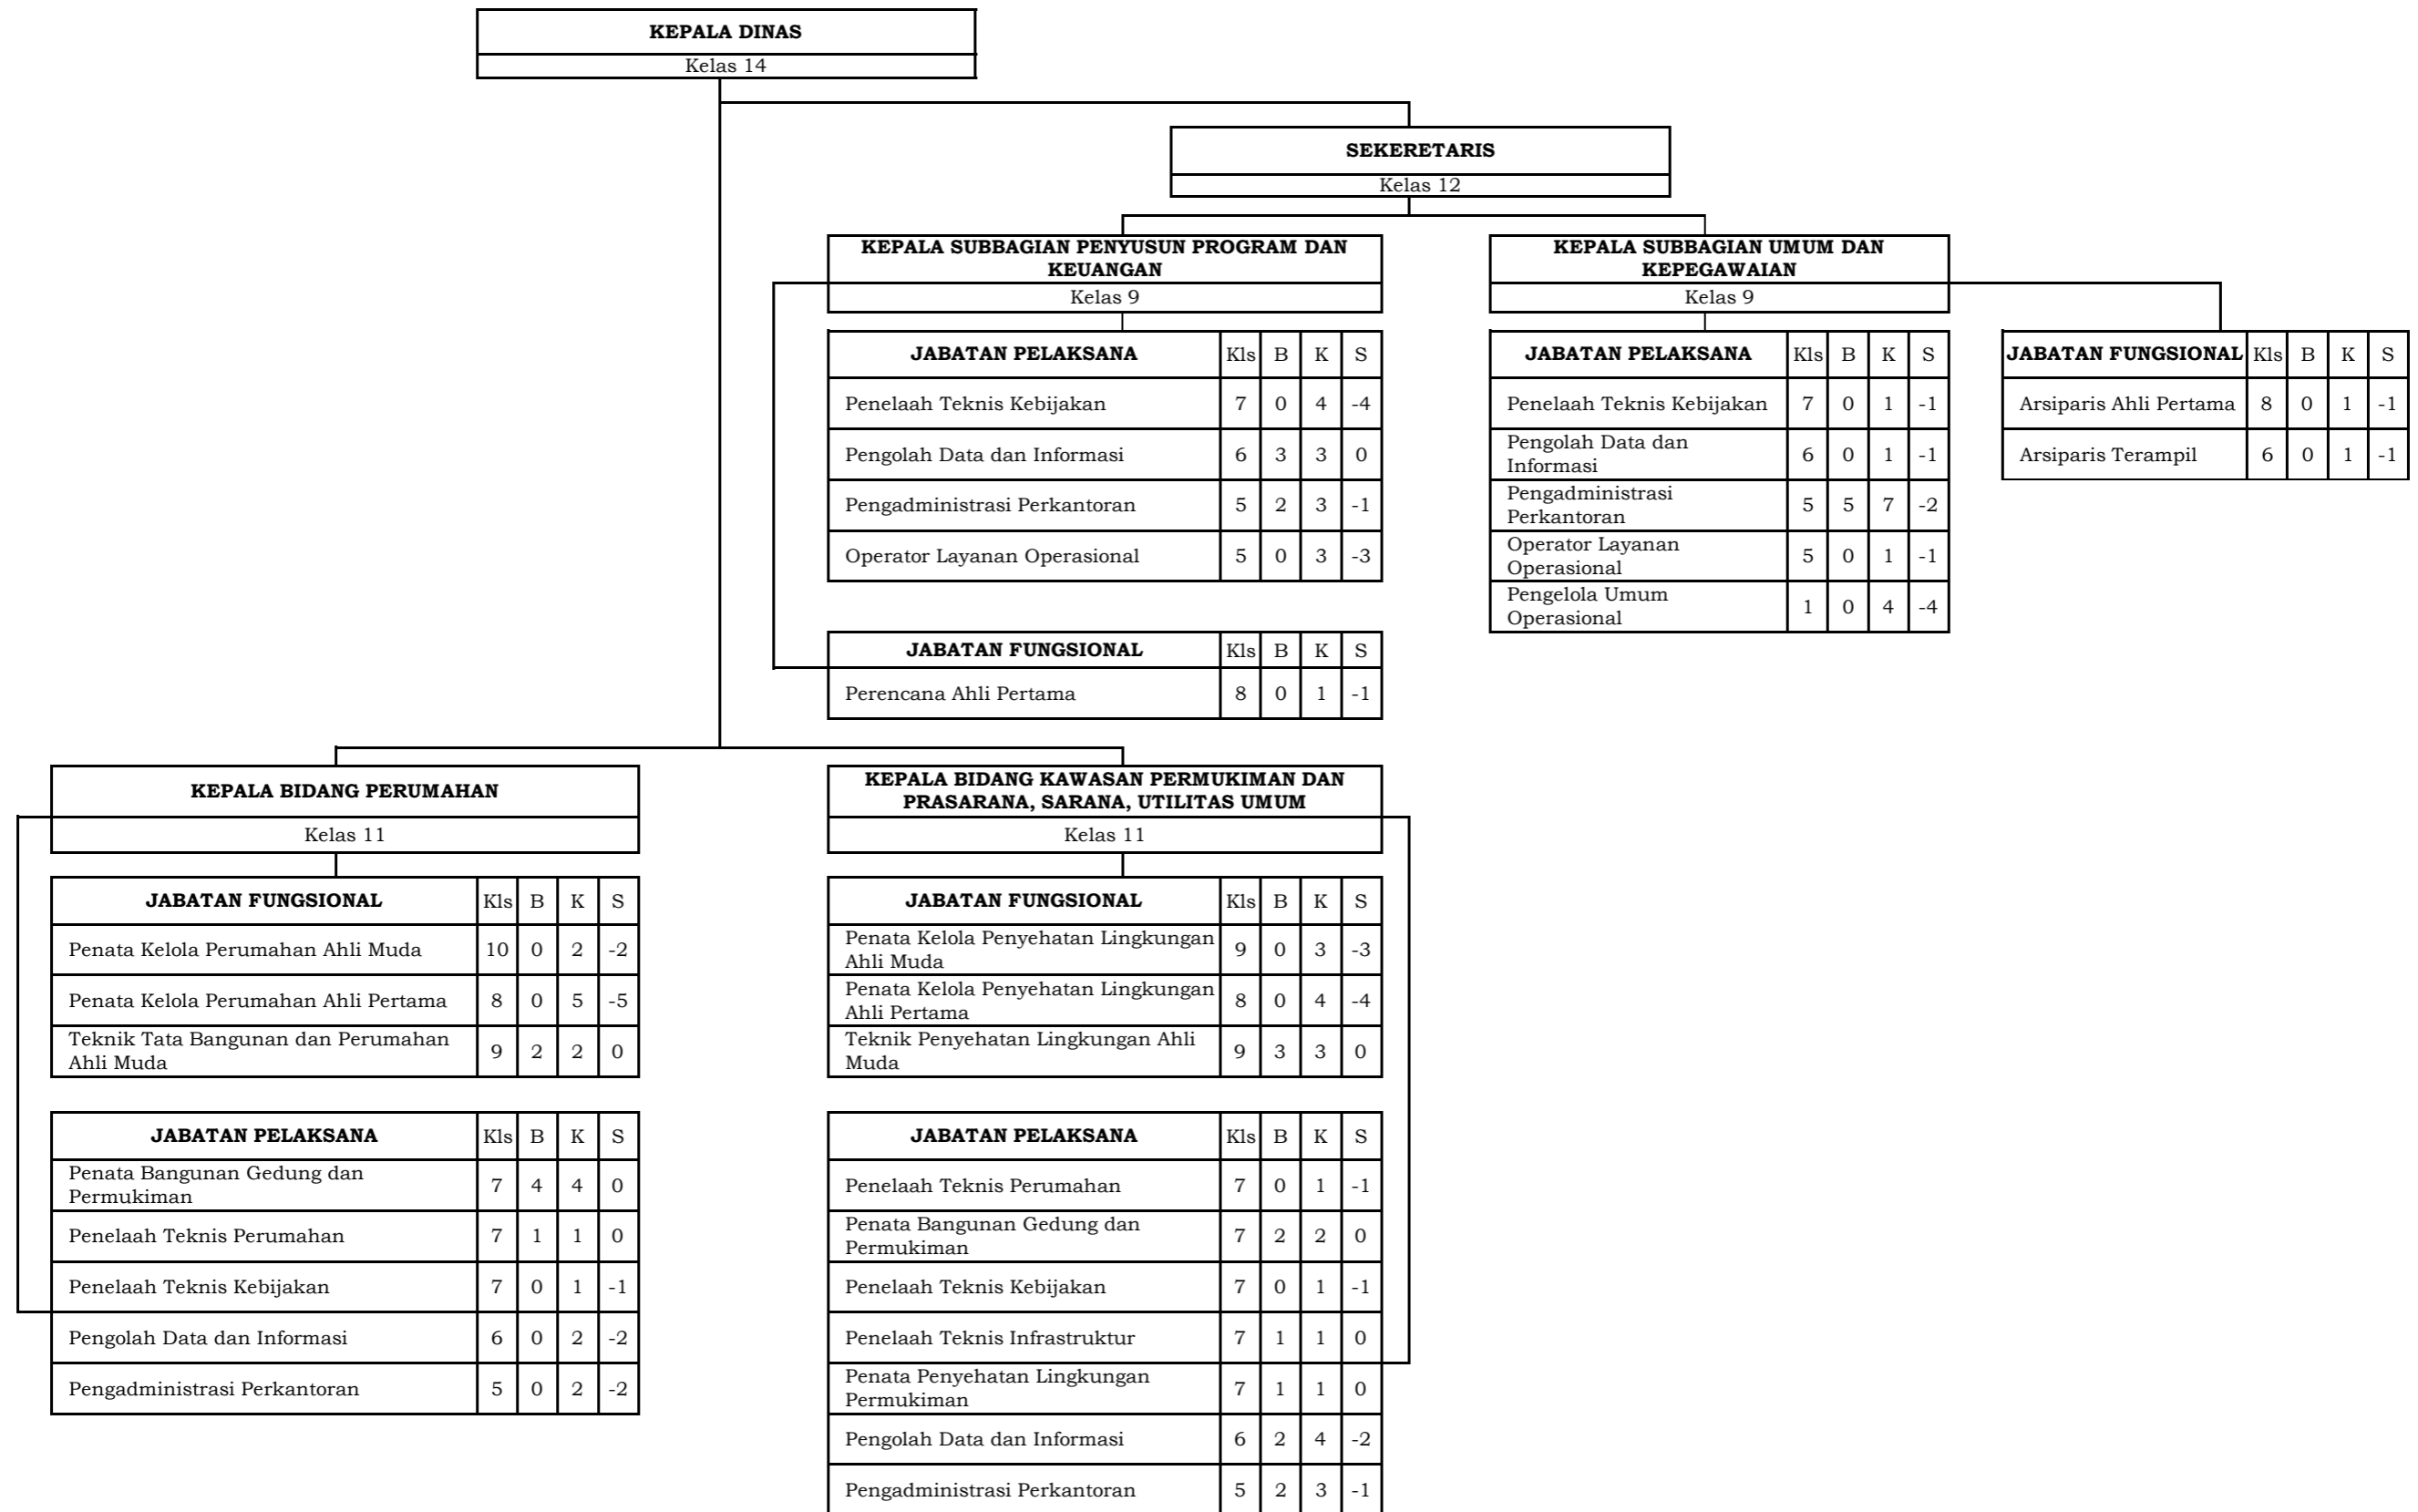 KEPALA DINAS
Kelas 14
SEKERETARIS
Kelas 12
KEPALA SUBBAGIAN PENYUSUN PROGRAM DAN
KEUANGAN
Kelas 9
KEPALA SUBBAGIAN UMUM DAN
KEPEGAWAIAN
Kelas 9
JABATAN PELAKSANA Kls B K S
Penelaah Teknis Kebijakan 7 0 4 -4
Pengolah Data dan Informasi 6 3 3 0
Pengadministrasi Perkantoran 5 2 3 -1
Operator Layanan Operasional 5 0 3 -3
JABATAN PELAKSANA Kls B K S
Penelaah Teknis Kebijakan 7 0 1 -1
Pengolah Data dan
Informasi 6 0 1 -1
Pengadministrasi
Perkantoran 5 5 7 -2
Operator Layanan
Operasional 5 0 1 -1
Pengelola Umum
Operasional 1 0 4 -4
JABATAN FUNGSIONAL Kls B K S
Arsiparis Ahli Pertama 8 0 1 -1
Arsiparis Terampil 6 0 1 -1
JABATAN FUNGSIONAL Kls B K S
Perencana Ahli Pertama 8 0 1 -1
KEPALA BIDANG PERUMAHAN
Kelas 11
JABATAN FUNGSIONAL Kls B K S
Penata Kelola Perumahan Ahli Muda 10 0 2 -2
Penata Kelola Perumahan Ahli Pertama 8 0 5 -5
Teknik Tata Bangunan dan Perumahan
Ahli Muda 9 2 2 0
JABATAN PELAKSANA Kls B K S
Penata Bangunan Gedung dan
Permukiman 7 4 4 0
Penelaah Teknis Perumahan 7 1 1 0
Penelaah Teknis Kebijakan 7 0 1 -1
Pengolah Data dan Informasi 6 0 2 -2
Pengadministrasi Perkantoran 5 0 2 -2
KEPALA BIDANG KAWASAN PERMUKIMAN DAN
PRASARANA, SARANA, UTILITAS UMUM
Kelas 11
JABATAN FUNGSIONAL Kls B K S
Penata Kelola Penyehatan Lingkungan
Ahli Muda 9 0 3 -3
Penata Kelola Penyehatan Lingkungan
Ahli Pertama 8 0 4 -4
Teknik Penyehatan Lingkungan Ahli
Muda 9 3 3 0
JABATAN PELAKSANA Kls B K S
Penelaah Teknis Perumahan 7 0 1 -1
Penata Bangunan Gedung dan
Permukiman 7 2 2 0
Penelaah Teknis Kebijakan 7 0 1 -1
Penelaah Teknis Infrastruktur 7 1 1 0
Penata Penyehatan Lingkungan
Permukiman 7 1 1 0
Pengolah Data dan Informasi 6 2 4 -2
Pengadministrasi Perkantoran 5 2 3 -1